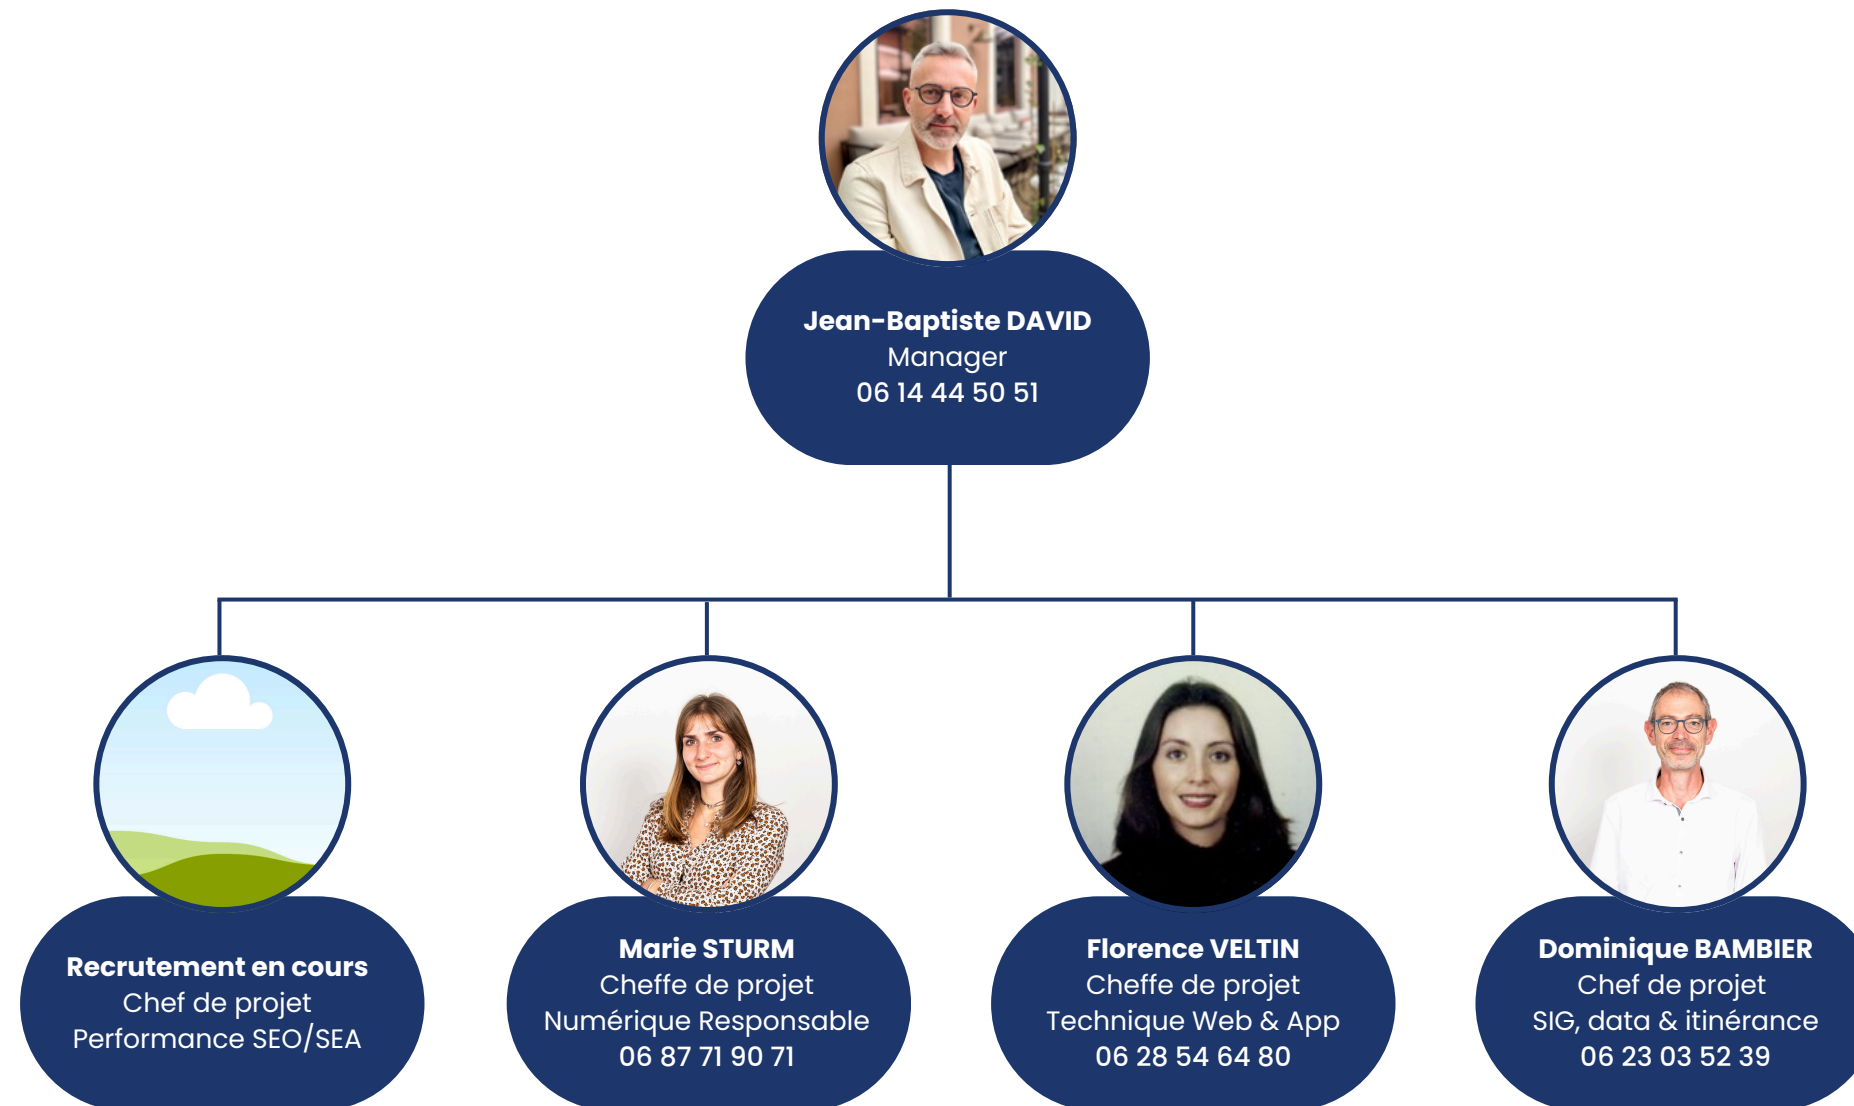 Jean-Baptiste DAVID
Manager
06 14 44 50 51
Recrutement en cours
Chef de projet
Performance SEO/SEA
Marie STURM
Cheffe de projet
Numérique Responsable
06 87 71 90 71
Florence VELTIN
Cheffe de projet
Technique Web & App
06 28 54 64 80
Dominique BAMBIER
Chef de projet
SIG, data & itinérance
06 23 03 52 39